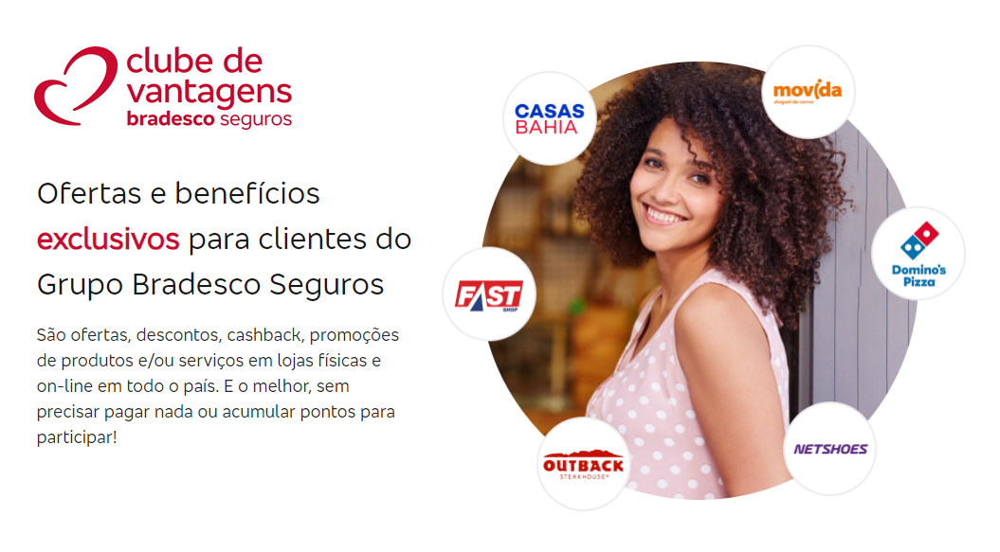 clube de
vantagens
bradesco seguros
Ofertas e benefícios
exclusivos para clientes do
Grupo Bradesco Seguros
São ofertas, descontos, cashback, promoções
de produtos e/ou serviços em lojas físicas e
on-line em todo o país. E o melhor, sem
precisar pagar nada ou acumular pontos para
participar!
CASAS
BAHIA
movida
aluguel de carros
FAST
SHOP
Domino's
Pizza
OUTBACK
STEAKHOUSE®
NETSHOES